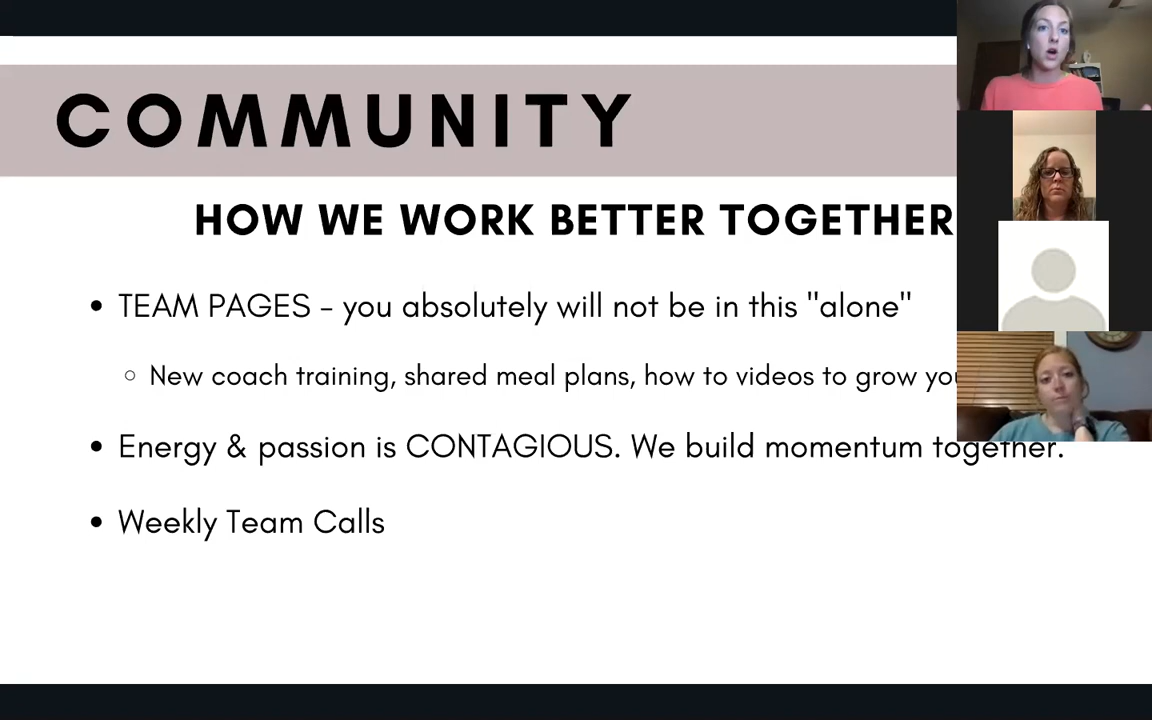 COMMUNITY
HOW WE WORK BETTER TOGETHER
TEAM PAGES - you absolutely will not be in this "alone"
New coach training, shared meal plans, how to videos to grow
Energy & passion is CONTAGIOUS. We build momentum together.
Weekly Team Calls